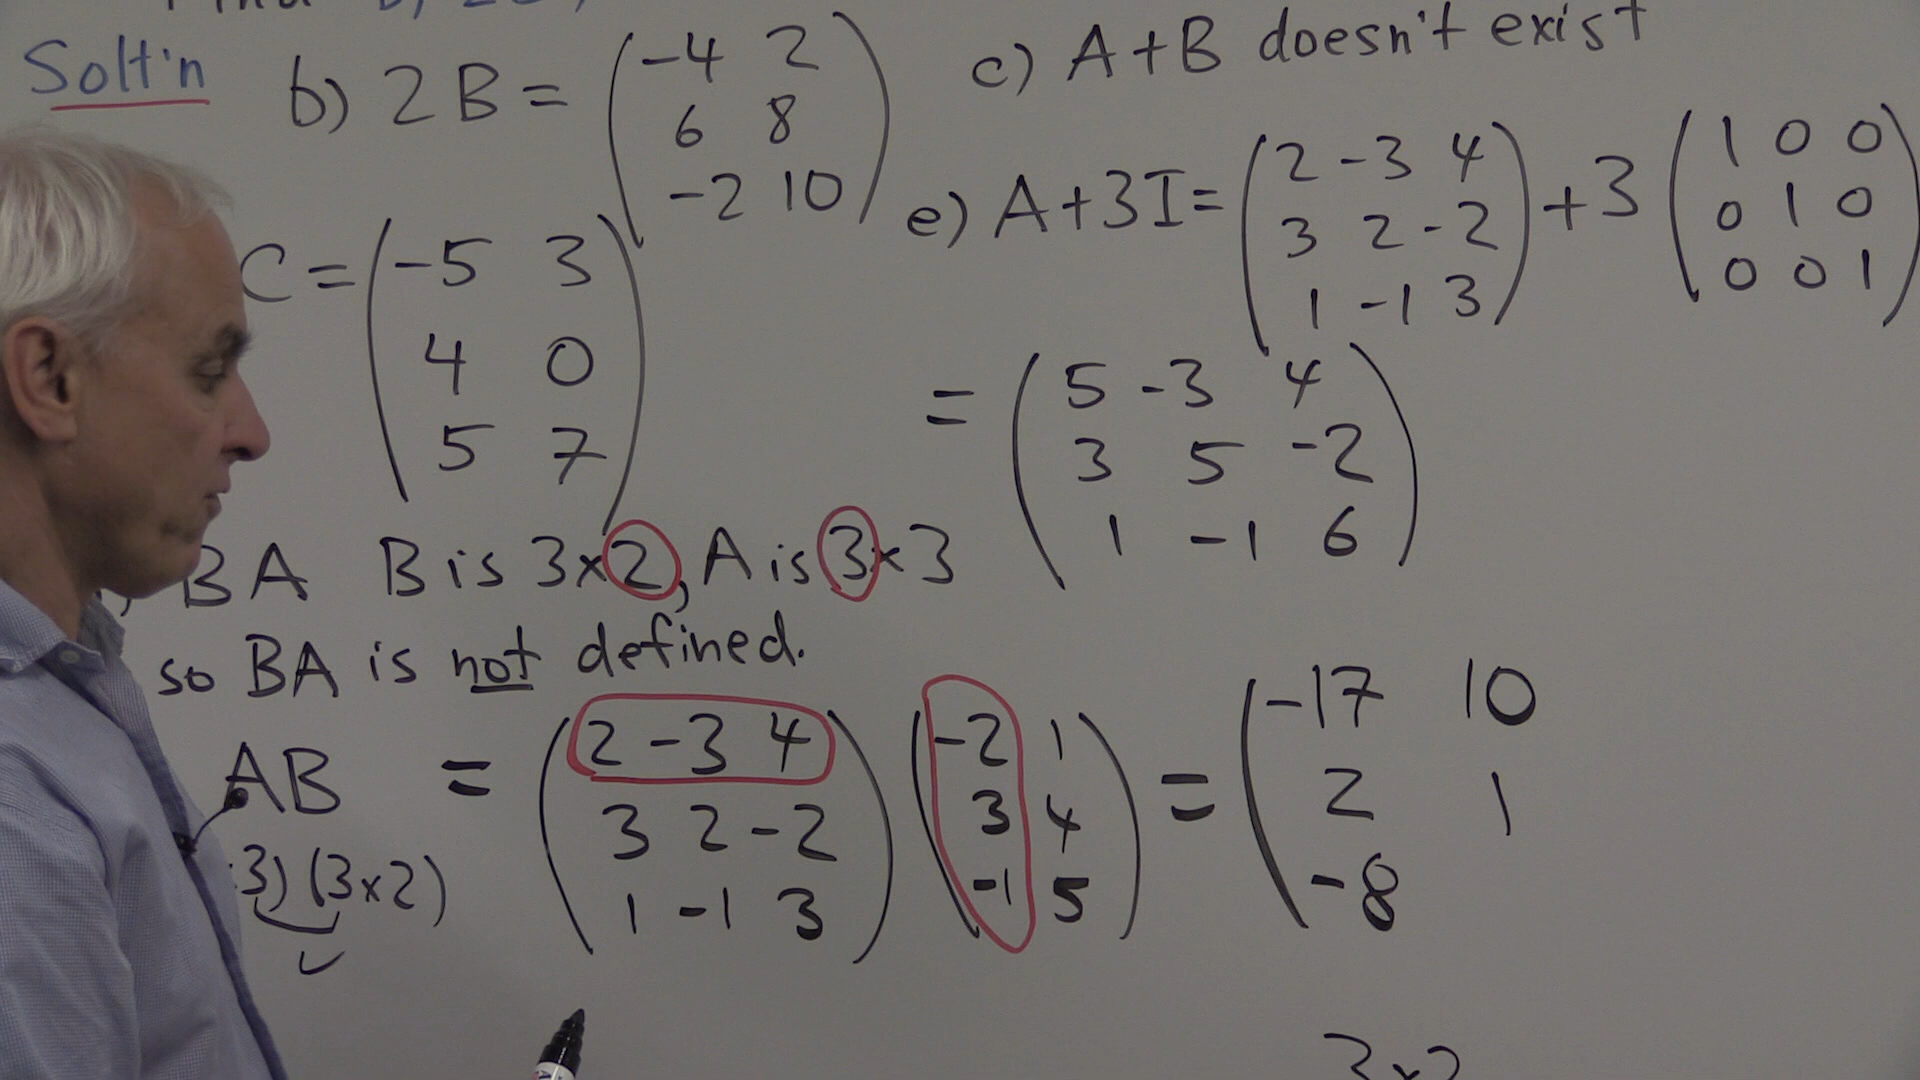 Solt'n
b) 2B = (-4 2
6 8
-2 10)
c) A+B doesn't exist
C = (-5 3
4 0
5 7)
e) A+3I = (2 -3 4
3 2 -2
1 -1 3) + 3 (1 0 0
0 1 0
0 0 1)
= (5 -3 4
3 5 -2
1 -1 6)
BA B is 3×2, A is 3×3
so BA is not defined.
AB = (2 -3 4
3 2 -2
1 -1 3) (-2 1
3 4
-1 5) = (-17 10
2 1
-8
3) (3×2)